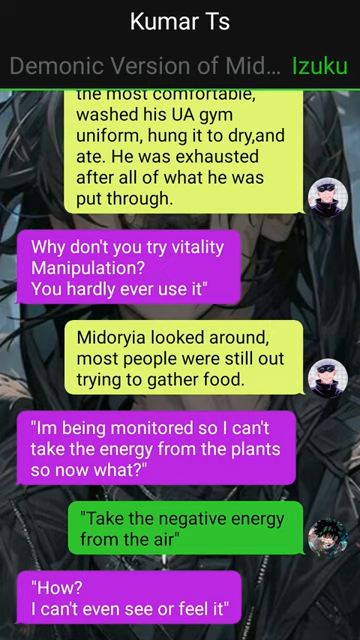 Kumar Ts
Demonic Version of Mid... Izuku
the most comfortable,
washed his UA gym
uniform, hung it to dry,and
ate. He was exhausted
after all of what he was
put through.
Why don't you try vitality
Manipulation?
You hardly ever use it"
Midoryia looked around,
most people were still out
trying to gather food.
"Im being monitored so I can't
take the energy from the plants
so now what?"
"Take the negative energy
from the air"
"How?
I can't even see or feel it"